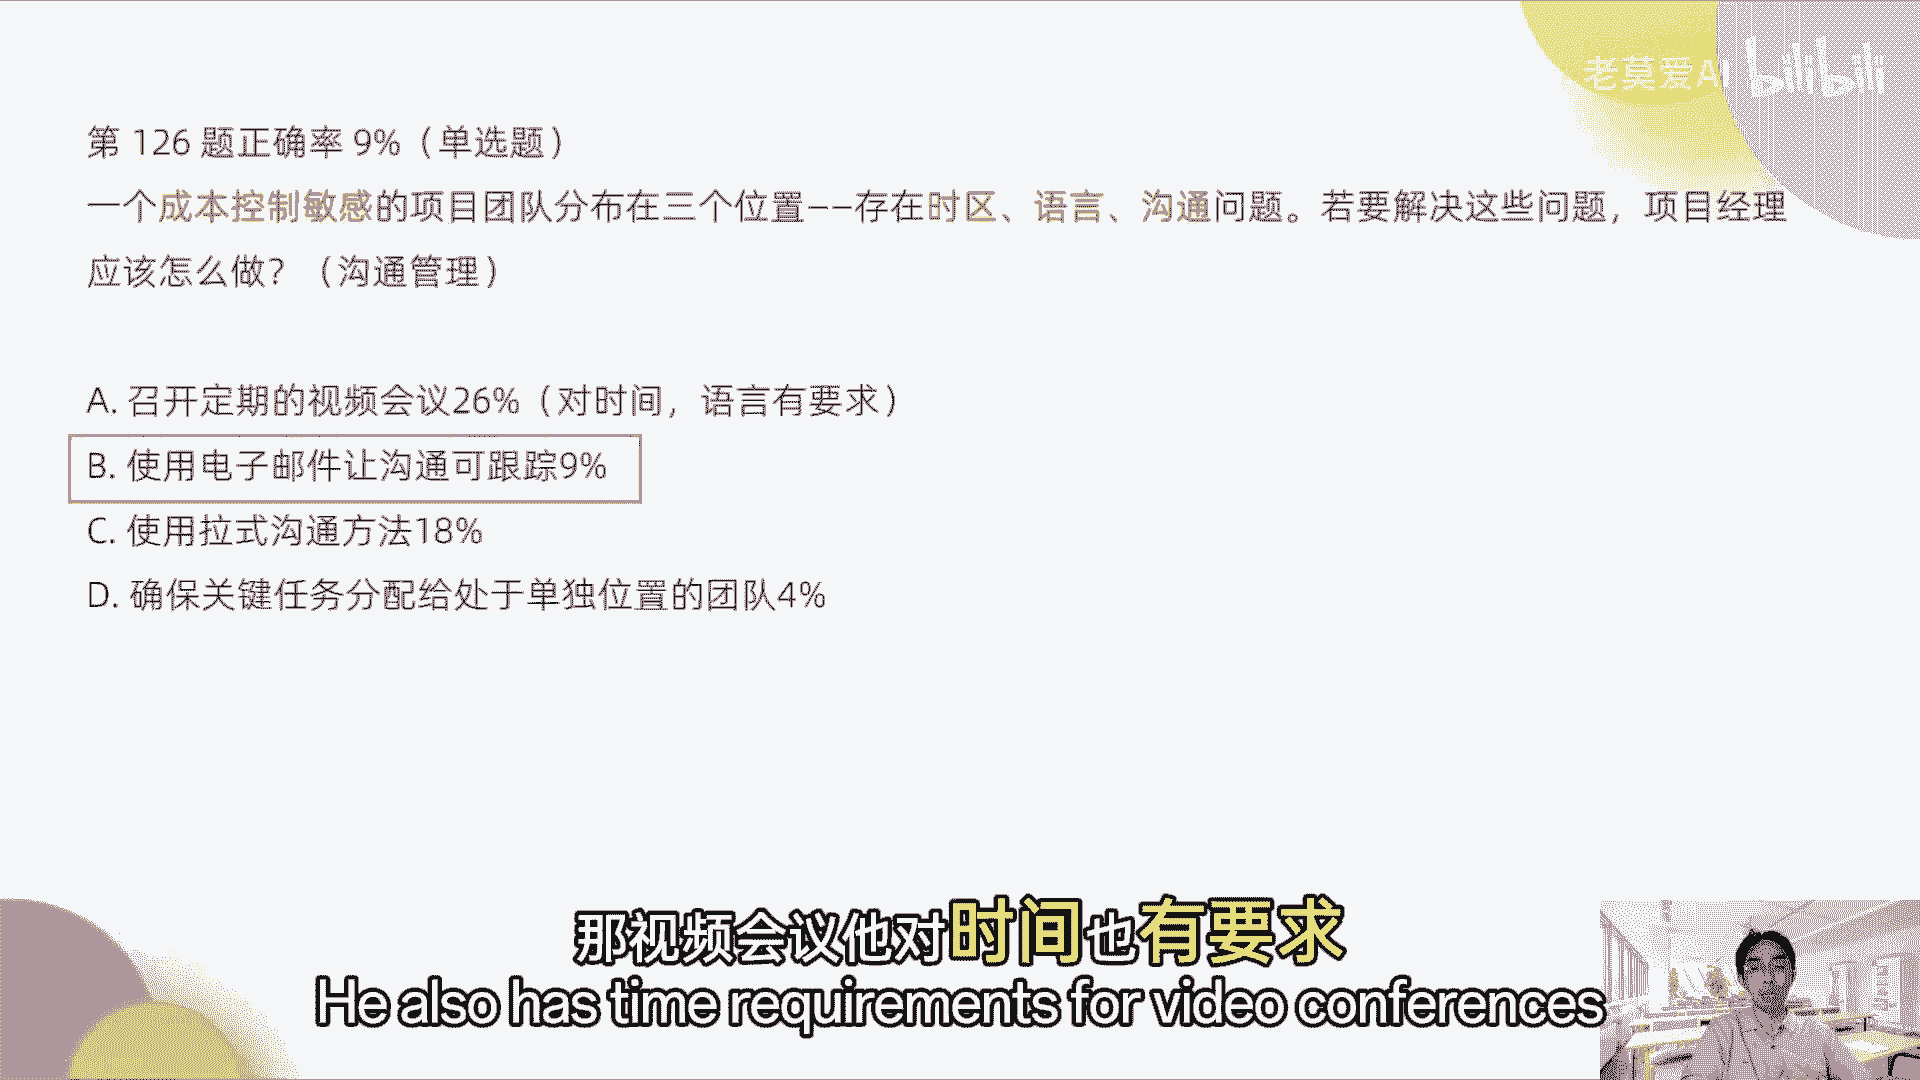 老莫爱AI bilibili
第 126 题正确率 9%（单选题）
一个成本控制敏感的项目团队分布在三个位置——存在时区、语言、沟通问题。若要解决这些问题，项目经理
应该怎么做？（沟通管理）
A. 召开定期的视频会议26%（对时间，语言有要求）
B. 使用电子邮件让沟通可跟踪9%
C. 使用拉式沟通方法18%
D. 确保关键任务分配给处于单独位置的团队4%
那视频会议他对时间也有要求
He also has time requirements for video conferences